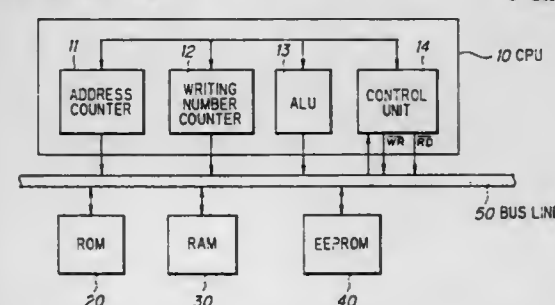 11
12
13
14
10 CPU
ADDRESS
COUNTER
WRITING
NUMBER
COUNTER
ALU
CONTROL
UNIT
WR
RD
50 BUS LINE
ROM
RAM
EEPROM
20
30
40